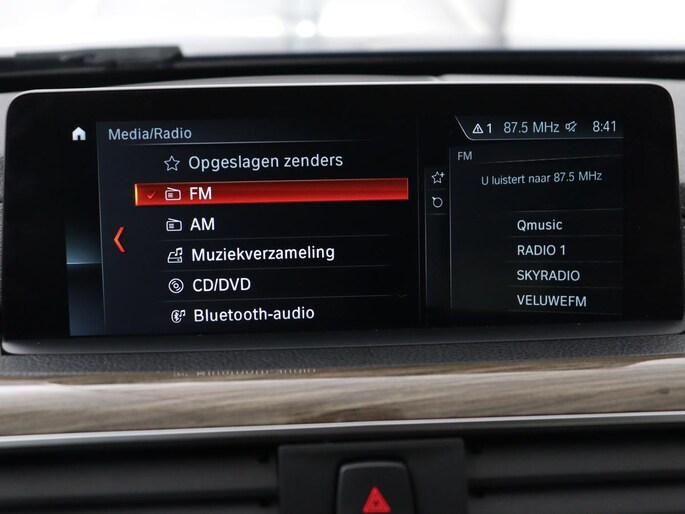 Media/Radio
Opgeslagen zenders
FM
AM
Muziekverzameling
CD/DVD
Bluetooth-audio
1 87.5 MHz 8:41
FM
U luistert naar 87.5 MHz
Qmusic
RADIO 1
SKYRADIO
VELUWEFM